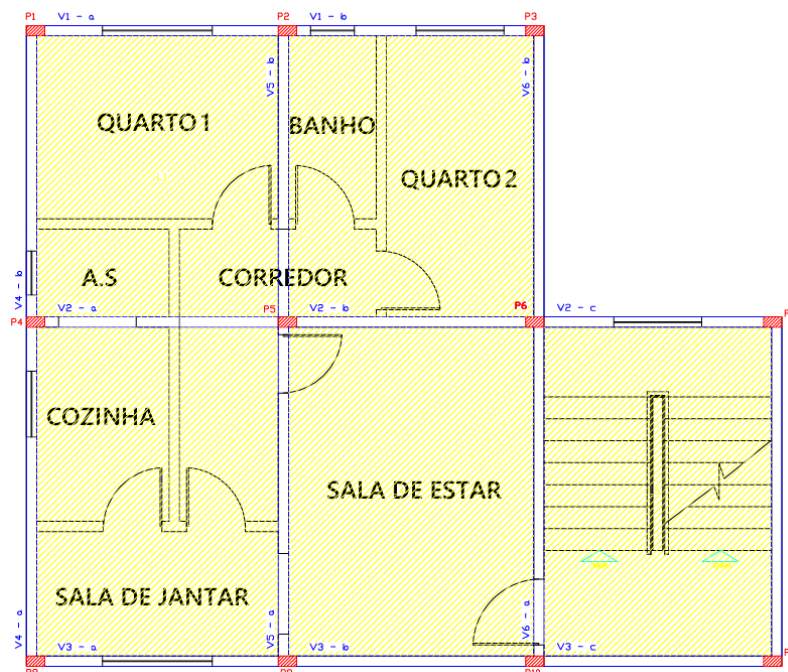 P1 V1 - a P2 V1 - b P3
V5 - b
V6 - b
QUARTO 1
BANHO
QUARTO 2
A.S
CORREDOR
V4 - b
P4 V2 - a P5 V2 - b P6 V2 - c
COZINHA
SALA DE ESTAR
SALA DE JANTAR
V4 - a
V5 - a
V6 - a
V3 - a V3 - b V3 - c